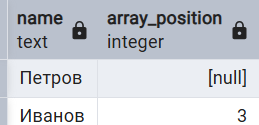 name array_position
text integer
Петров [null]
Иванов 3